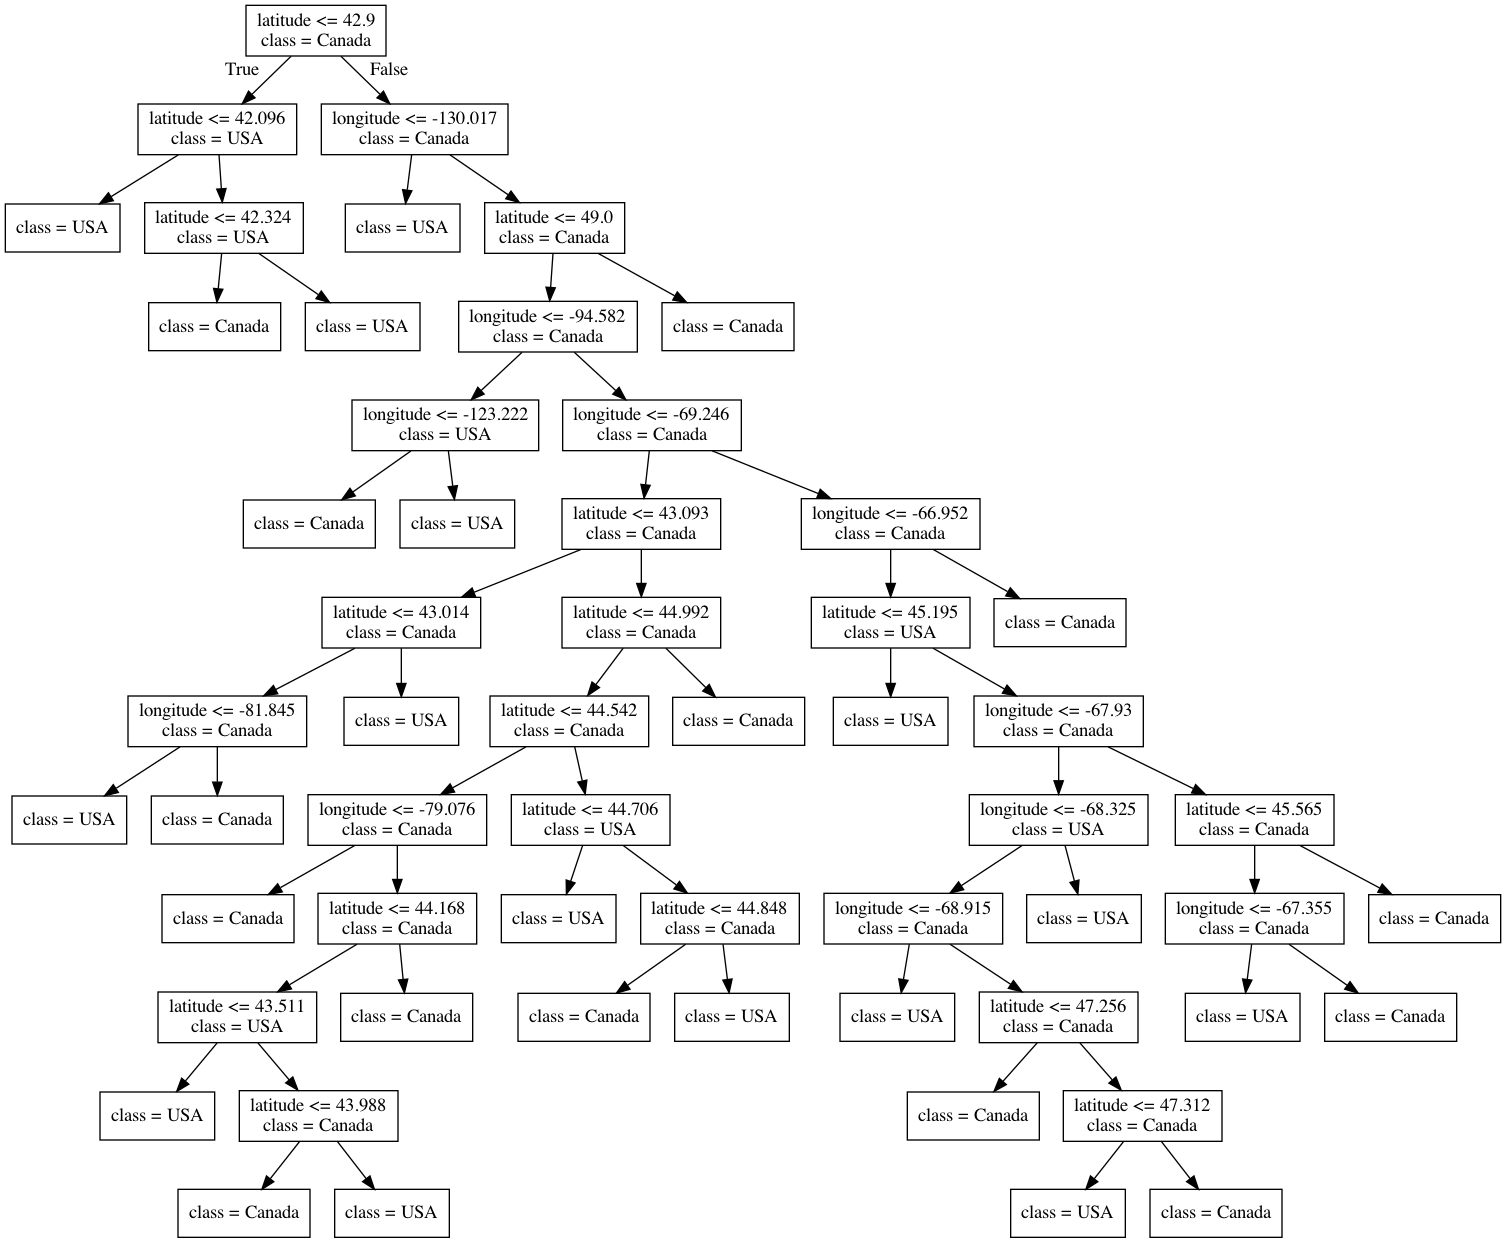 latitude <= 42.9
class = Canada
True
False
latitude <= 42.096
class = USA
longitude <= -130.017
class = Canada
class = USA
latitude <= 42.324
class = USA
class = USA
latitude <= 49.0
class = Canada
class = Canada
class = USA
longitude <= -94.582
class = Canada
class = Canada
longitude <= -123.222
class = USA
longitude <= -69.246
class = Canada
class = Canada
class = USA
latitude <= 43.093
class = Canada
longitude <= -66.952
class = Canada
latitude <= 43.014
class = Canada
latitude <= 44.992
class = Canada
latitude <= 45.195
class = USA
class = Canada
longitude <= -81.845
class = Canada
class = USA
latitude <= 44.542
class = Canada
class = Canada
class = USA
longitude <= -67.93
class = Canada
class = USA
class = Canada
longitude <= -79.076
class = Canada
latitude <= 44.706
class = USA
longitude <= -68.325
class = USA
latitude <= 45.565
class = Canada
class = Canada
latitude <= 44.168
class = Canada
class = USA
latitude <= 44.848
class = Canada
longitude <= -68.915
class = Canada
class = USA
longitude <= -67.355
class = Canada
class = Canada
latitude <= 43.511
class = USA
class = Canada
class = Canada
class = USA
class = USA
latitude <= 47.256
class = Canada
class = USA
class = Canada
class = USA
latitude <= 43.988
class = Canada
class = Canada
latitude <= 47.312
class = Canada
class = Canada
class = USA
class = USA
class = Canada